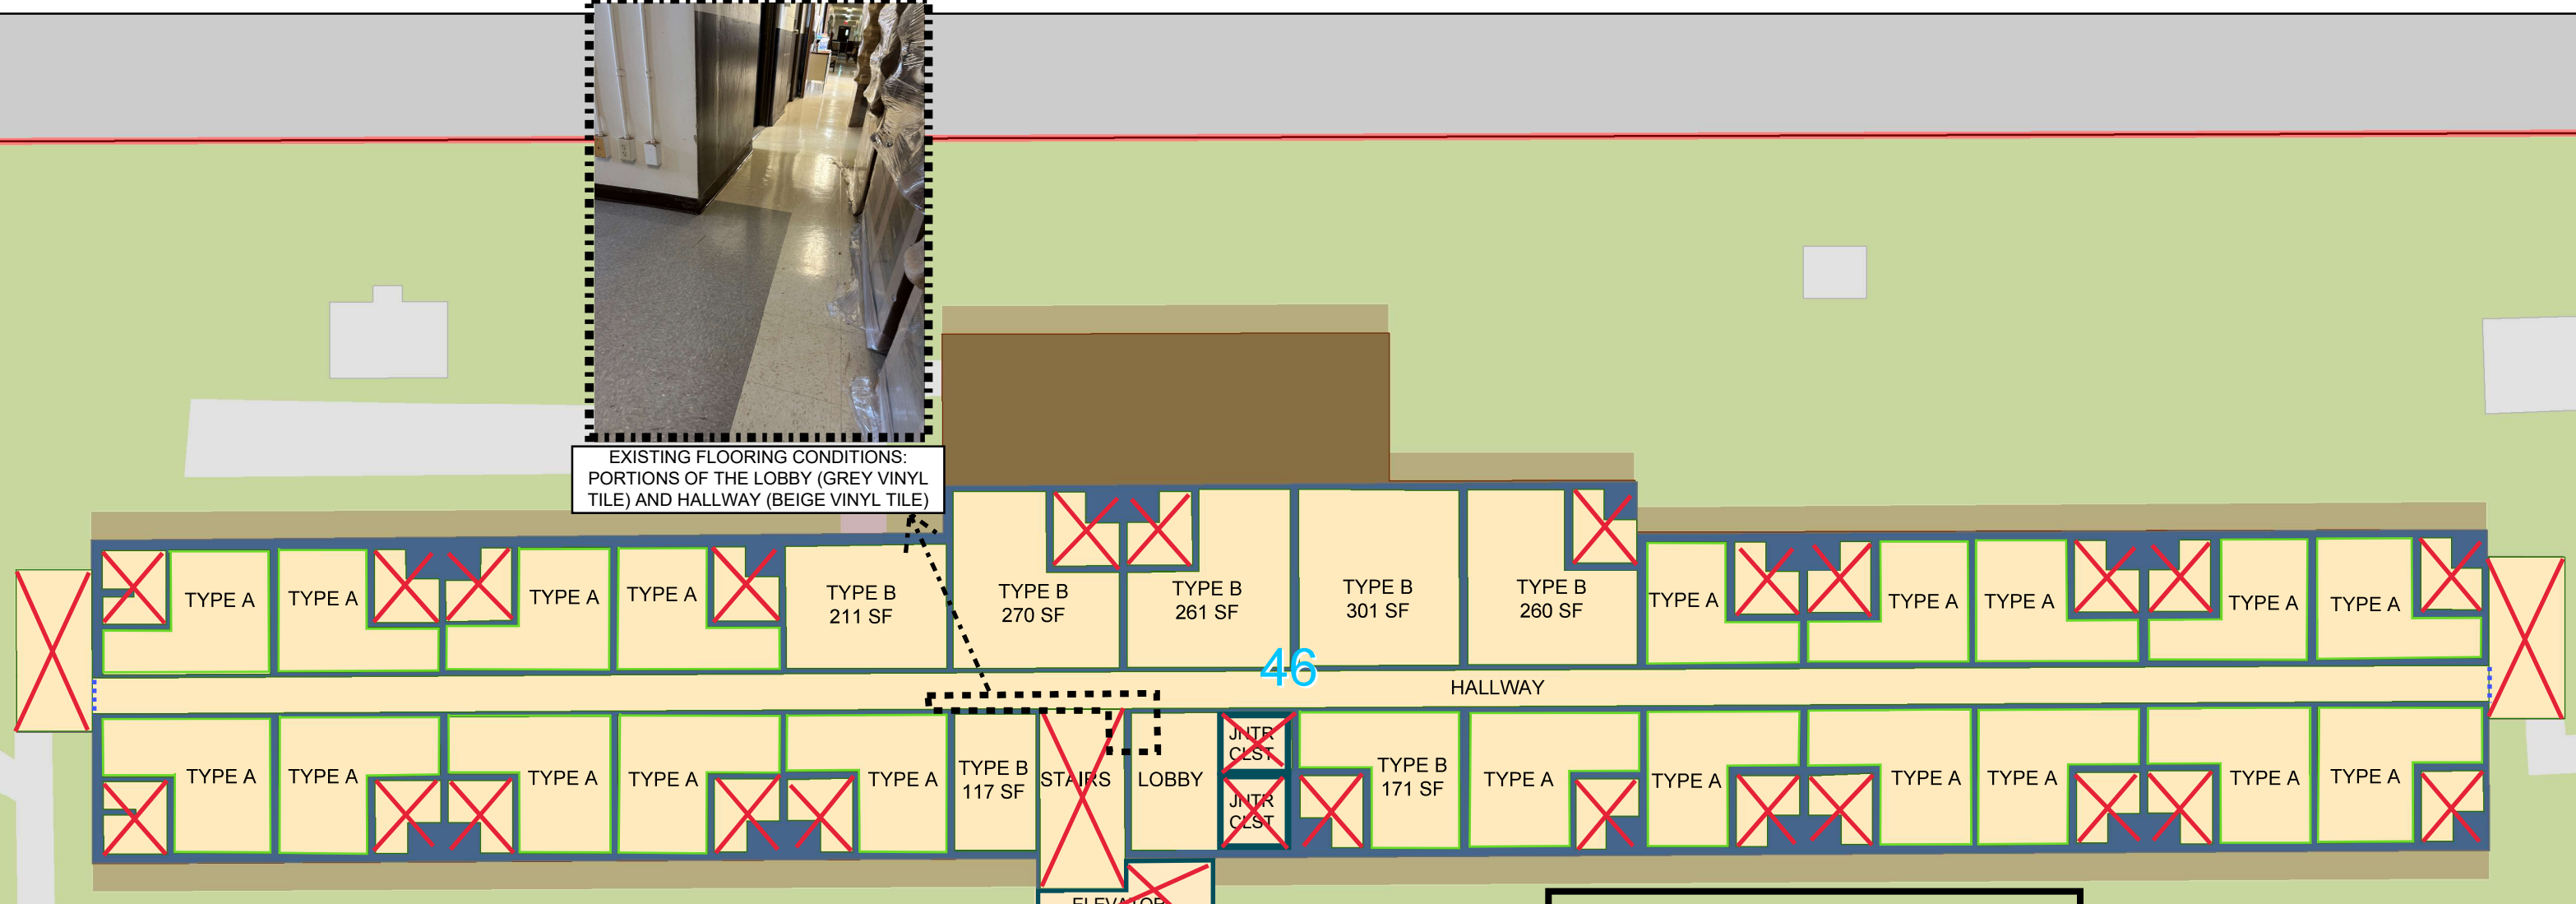 EXISTING FLOORING CONDITIONS:
PORTIONS OF THE LOBBY (GREY VINYL
TILE) AND HALLWAY (BEIGE VINYL TILE)
TYPE A
TYPE A
TYPE A
TYPE A
TYPE B
211 SF
TYPE B
270 SF
TYPE B
261 SF
TYPE B
301 SF
TYPE B
260 SF
TYPE A
TYPE A
TYPE A
TYPE A
TYPE A
46
HALLWAY
TYPE A
TYPE A
TYPE A
TYPE A
TYPE A
TYPE B
117 SF
STAIRS
LOBBY
JNTR
CLST
JNTR
CLST
TYPE B
171 SF
TYPE A
TYPE A
TYPE A
TYPE A
TYPE A
TYPE A
ELEVATOR